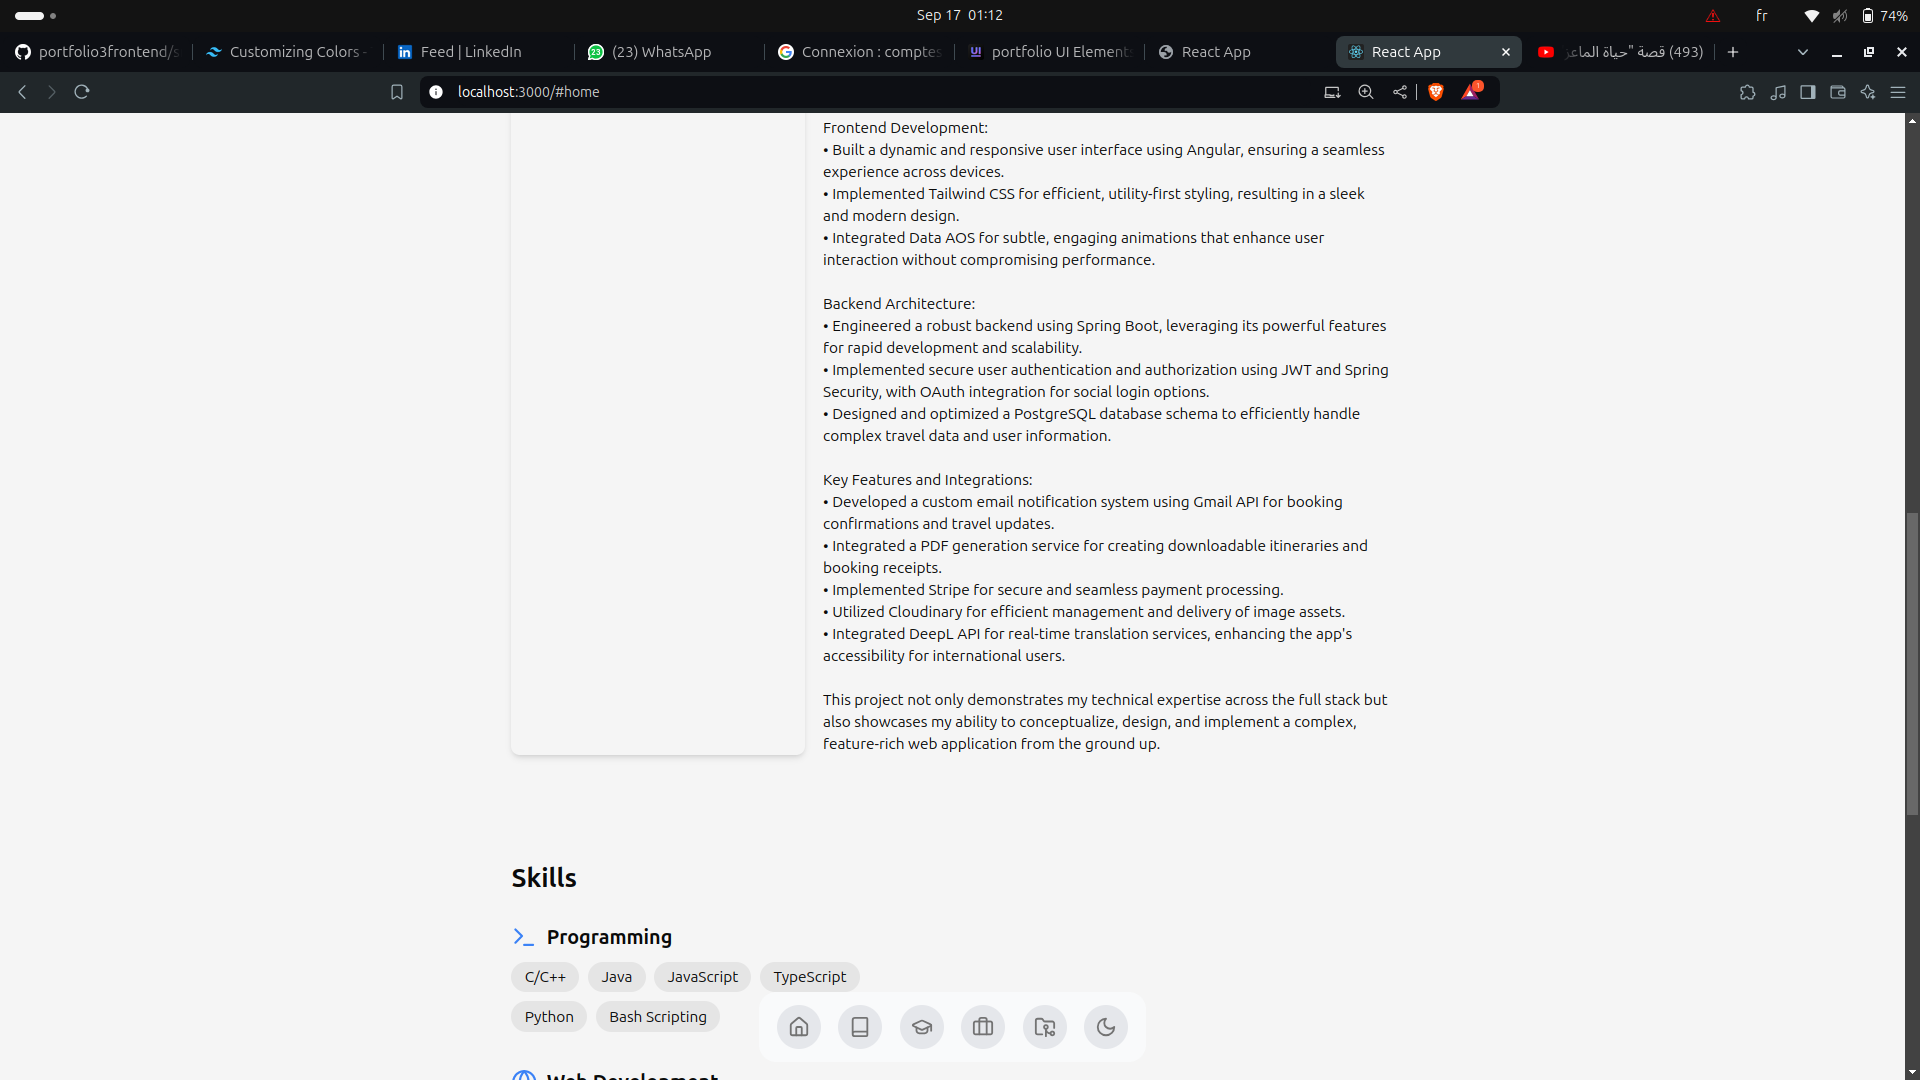 Sep 17 01:12
fr
74%
portfolio3frontend/s
Customizing Colors -
Feed | LinkedIn
(23) WhatsApp
Connexion : comptes
portfolio UI Elements
React App
React App
(493) قصة "حياة الماعز
localhost:3000/#home
Frontend Development:
• Built a dynamic and responsive user interface using Angular, ensuring a seamless
experience across devices.
• Implemented Tailwind CSS for efficient, utility-first styling, resulting in a sleek
and modern design.
• Integrated Data AOS for subtle, engaging animations that enhance user
interaction without compromising performance.
Backend Architecture:
• Engineered a robust backend using Spring Boot, leveraging its powerful features
for rapid development and scalability.
• Implemented secure user authentication and authorization using JWT and Spring
Security, with OAuth integration for social login options.
• Designed and optimized a PostgreSQL database schema to efficiently handle
complex travel data and user information.
Key Features and Integrations:
• Developed a custom email notification system using Gmail API for booking
confirmations and travel updates.
• Integrated a PDF generation service for creating downloadable itineraries and
booking receipts.
• Implemented Stripe for secure and seamless payment processing.
• Utilized Cloudinary for efficient management and delivery of image assets.
• Integrated DeepL API for real-time translation services, enhancing the app's
accessibility for international users.
This project not only demonstrates my technical expertise across the full stack but
also showcases my ability to conceptualize, design, and implement a complex,
feature-rich web application from the ground up.
Skills
Programming
C/C++
Java
JavaScript
TypeScript
Python
Bash Scripting
Web Development